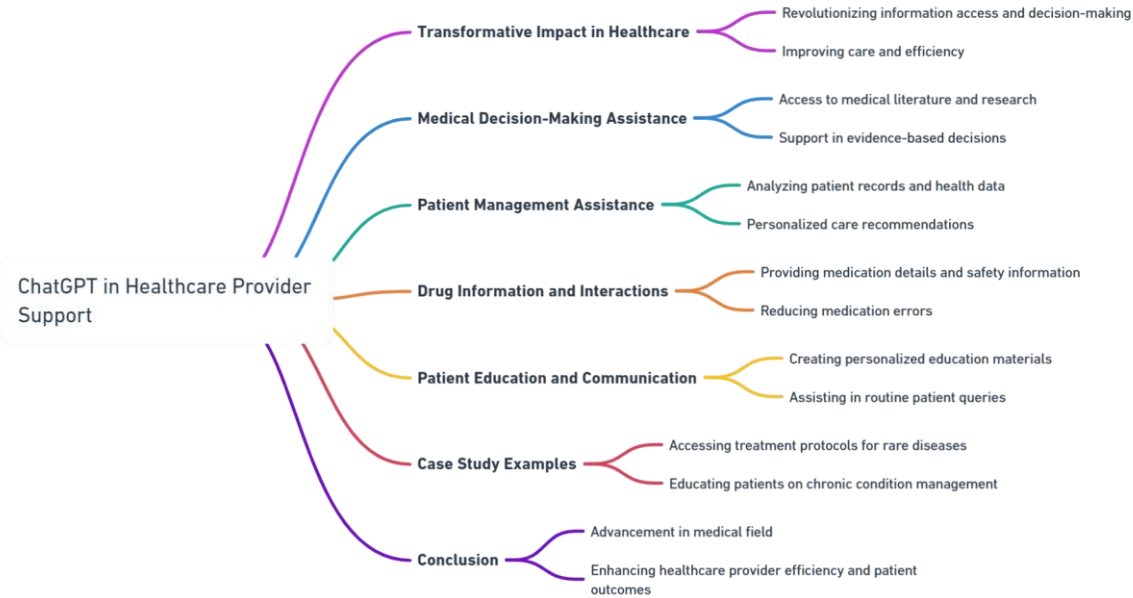 Transformative Impact in Healthcare
Revolutionizing information access and decision-making
Improving care and efficiency
Medical Decision-Making Assistance
Access to medical literature and research
Support in evidence-based decisions
Patient Management Assistance
Analyzing patient records and health data
Personalized care recommendations
ChatGPT in Healthcare Provider
Support
Drug Information and Interactions
Providing medication details and safety information
Reducing medication errors
Patient Education and Communication
Creating personalized education materials
Assisting in routine patient queries
Case Study Examples
Accessing treatment protocols for rare diseases
Educating patients on chronic condition management
Conclusion
Advancement in medical field
Enhancing healthcare provider efficiency and patient
outcomes